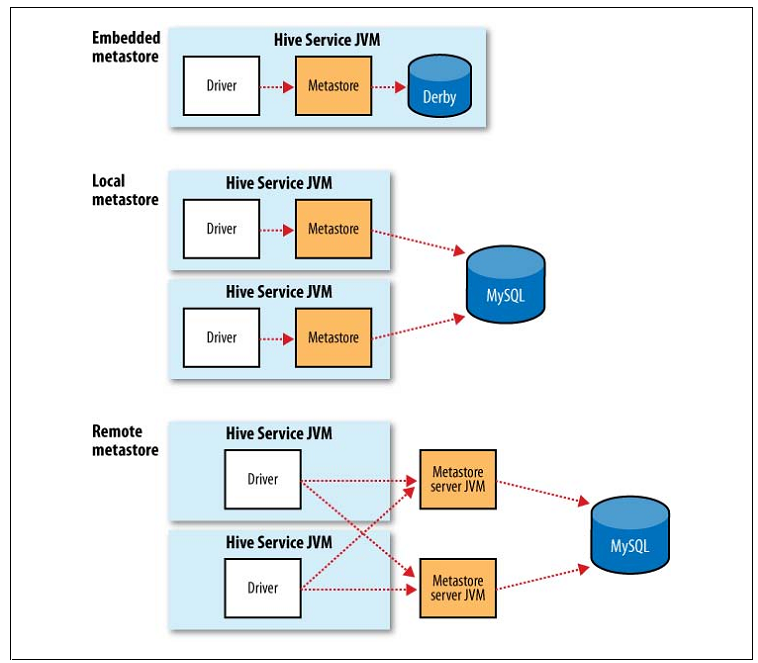 Embedded
metastore
Hive Service JVM
Driver
Metastore
Derby
Local
metastore
Hive Service JVM
Driver
Metastore
Hive Service JVM
Driver
Metastore
MySQL
Remote
metastore
Hive Service JVM
Driver
Metastore
server JVM
Hive Service JVM
Driver
Metastore
server JVM
MySQL